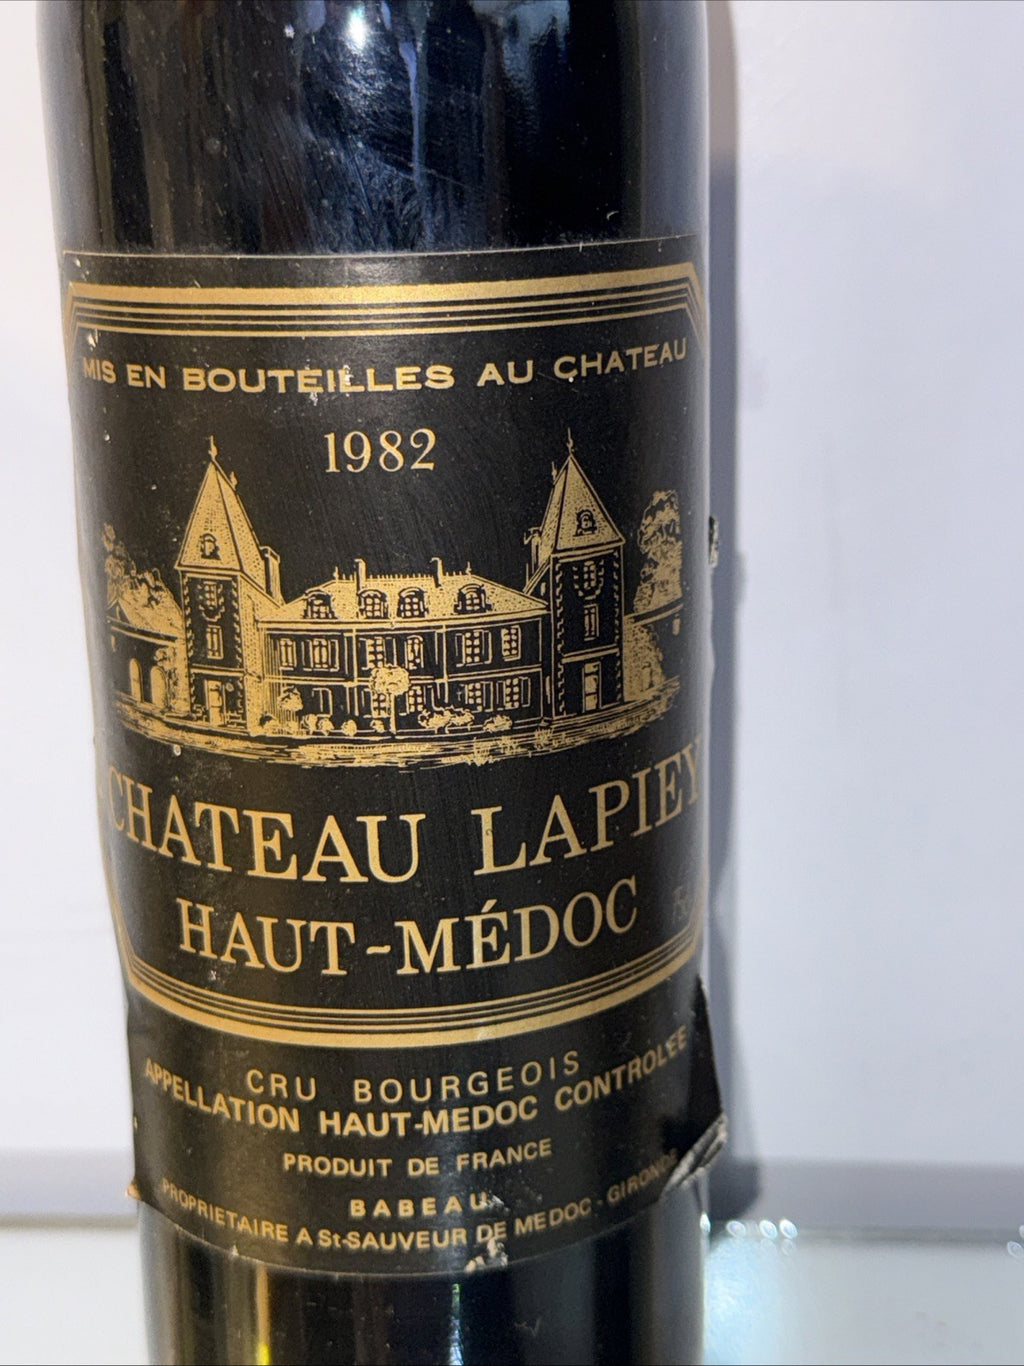 MIS EN BOUTEILLES AU CHATEAU
1982
CHATEAU LAPIEY
HAUT-MÉDOC
CRU BOURGEOIS
APPELLATION HAUT-MEDOC CONTROLÉE
PRODUIT DE FRANCE
BABEAU
PROPRIETAIRE A St-SAUVEUR DE MEDOC - GIRONDE